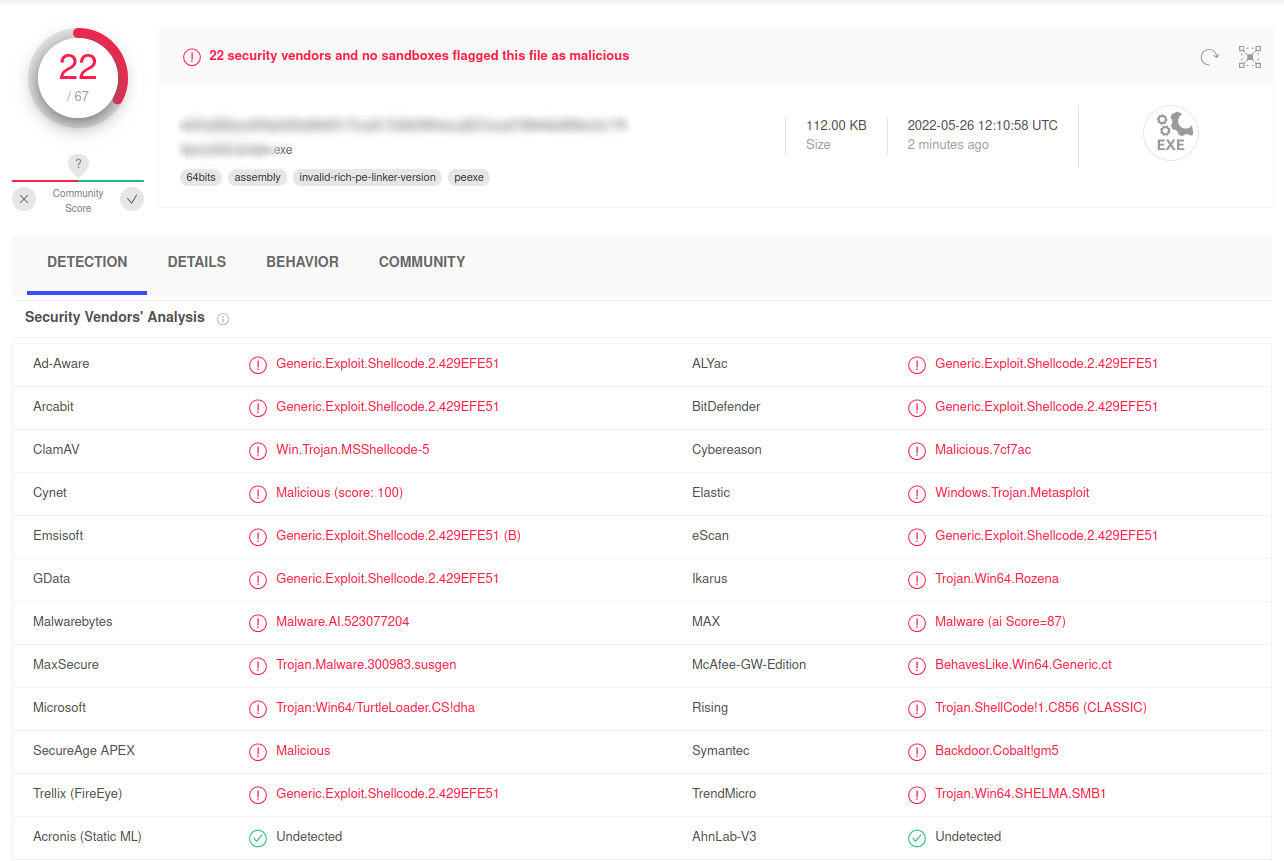 22
/ 67
?
Community
Score
22 security vendors and no sandboxes flagged this file as malicious
.exe
64bits assembly invalid-rich-pe-linker-version peexe
112.00 KB
Size
2022-05-26 12:10:58 UTC
2 minutes ago
EXE
DETECTION DETAILS BEHAVIOR COMMUNITY
Security Vendors' Analysis
Ad-Aware Generic.Exploit.Shellcode.2.429EFE51 ALYac Generic.Exploit.Shellcode.2.429EFE51
Arcabit Generic.Exploit.Shellcode.2.429EFE51 BitDefender Generic.Exploit.Shellcode.2.429EFE51
ClamAV Win.Trojan.MSShellcode-5 Cybereason Malicious.7cf7ac
Cynet Malicious (score: 100) Elastic Windows.Trojan.Metasploit
Emsisoft Generic.Exploit.Shellcode.2.429EFE51 (B) eScan Generic.Exploit.Shellcode.2.429EFE51
GData Generic.Exploit.Shellcode.2.429EFE51 Ikarus Trojan.Win64.Rozena
Malwarebytes Malware.AI.523077204 MAX Malware (ai Score=87)
MaxSecure Trojan.Malware.300983.susgen McAfee-GW-Edition BehavesLike.Win64.Generic.ct
Microsoft Trojan:Win64/TurtleLoader.CS!dha Rising Trojan.ShellCode!1.C856 (CLASSIC)
SecureAge APEX Malicious Symantec Backdoor.Cobalt!gm5
Trellix (FireEye) Generic.Exploit.Shellcode.2.429EFE51 TrendMicro Trojan.Win64.SHELMA.SMB1
Acronis (Static ML) Undetected AhnLab-V3 Undetected